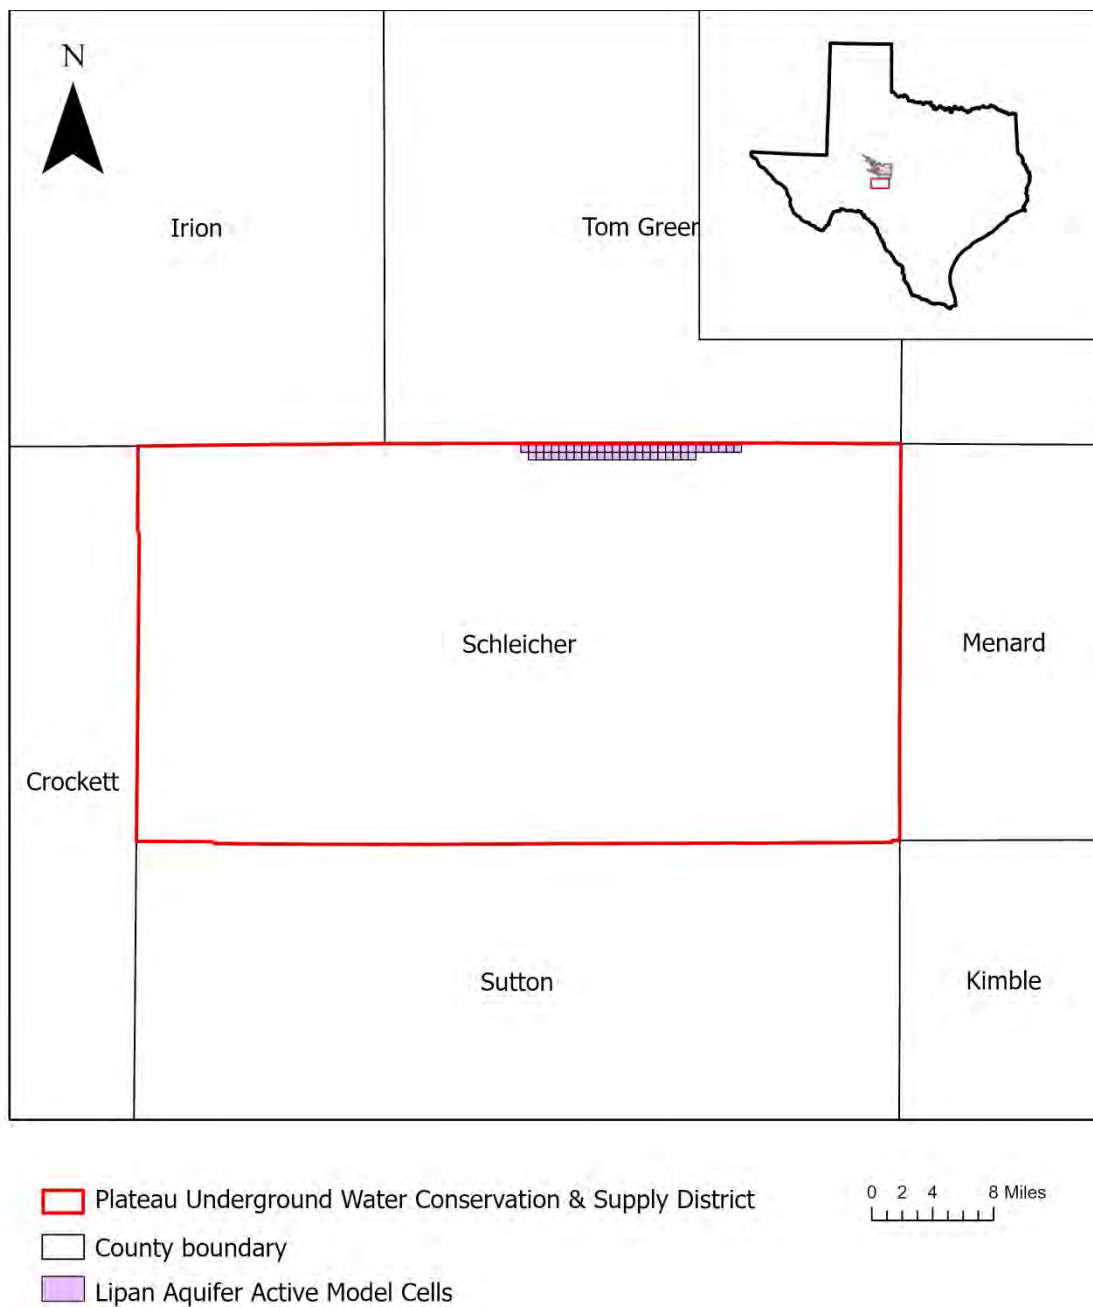 N
Irion
Tom Green
Schleicher
Menard
Crockett
Sutton
Kimble
Plateau Underground Water Conservation & Supply District
0 2 4 8 Miles
County boundary
Lipan Aquifer Active Model Cells